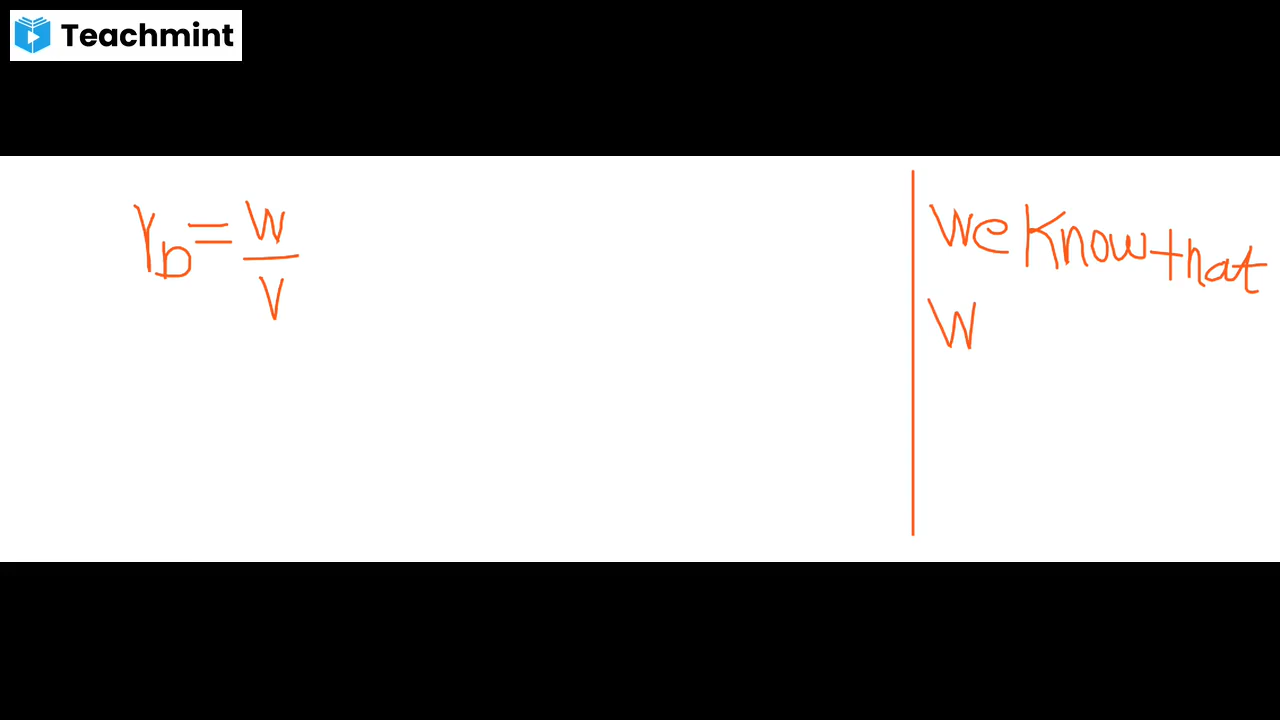 Teachmint
γb = W/V
We Know that
W